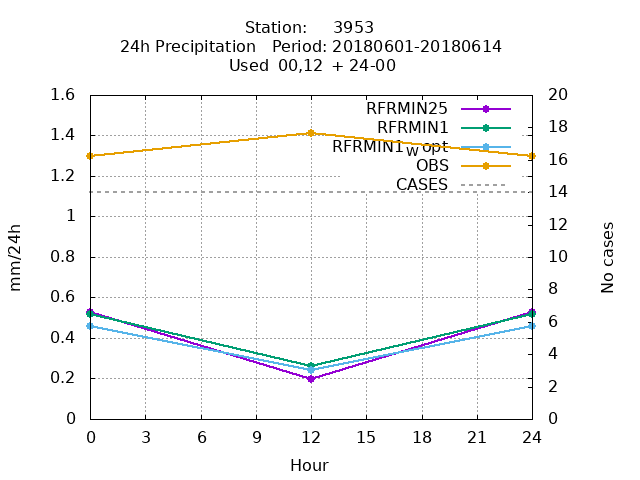 Station: 3953
24h Precipitation Period: 20180601-20180614
Used 00,12 + 24-00
RFRMIN25
RFRMIN1
RFRMIN1w opt
OBS
CASES
mm/24h
1.6
1.4
1.2
1
0.8
0.6
0.4
0.2
0
20
18
16
14
12
10
8
6
4
2
0
No cases
0 3 6 9 12 15 18 21 24
Hour